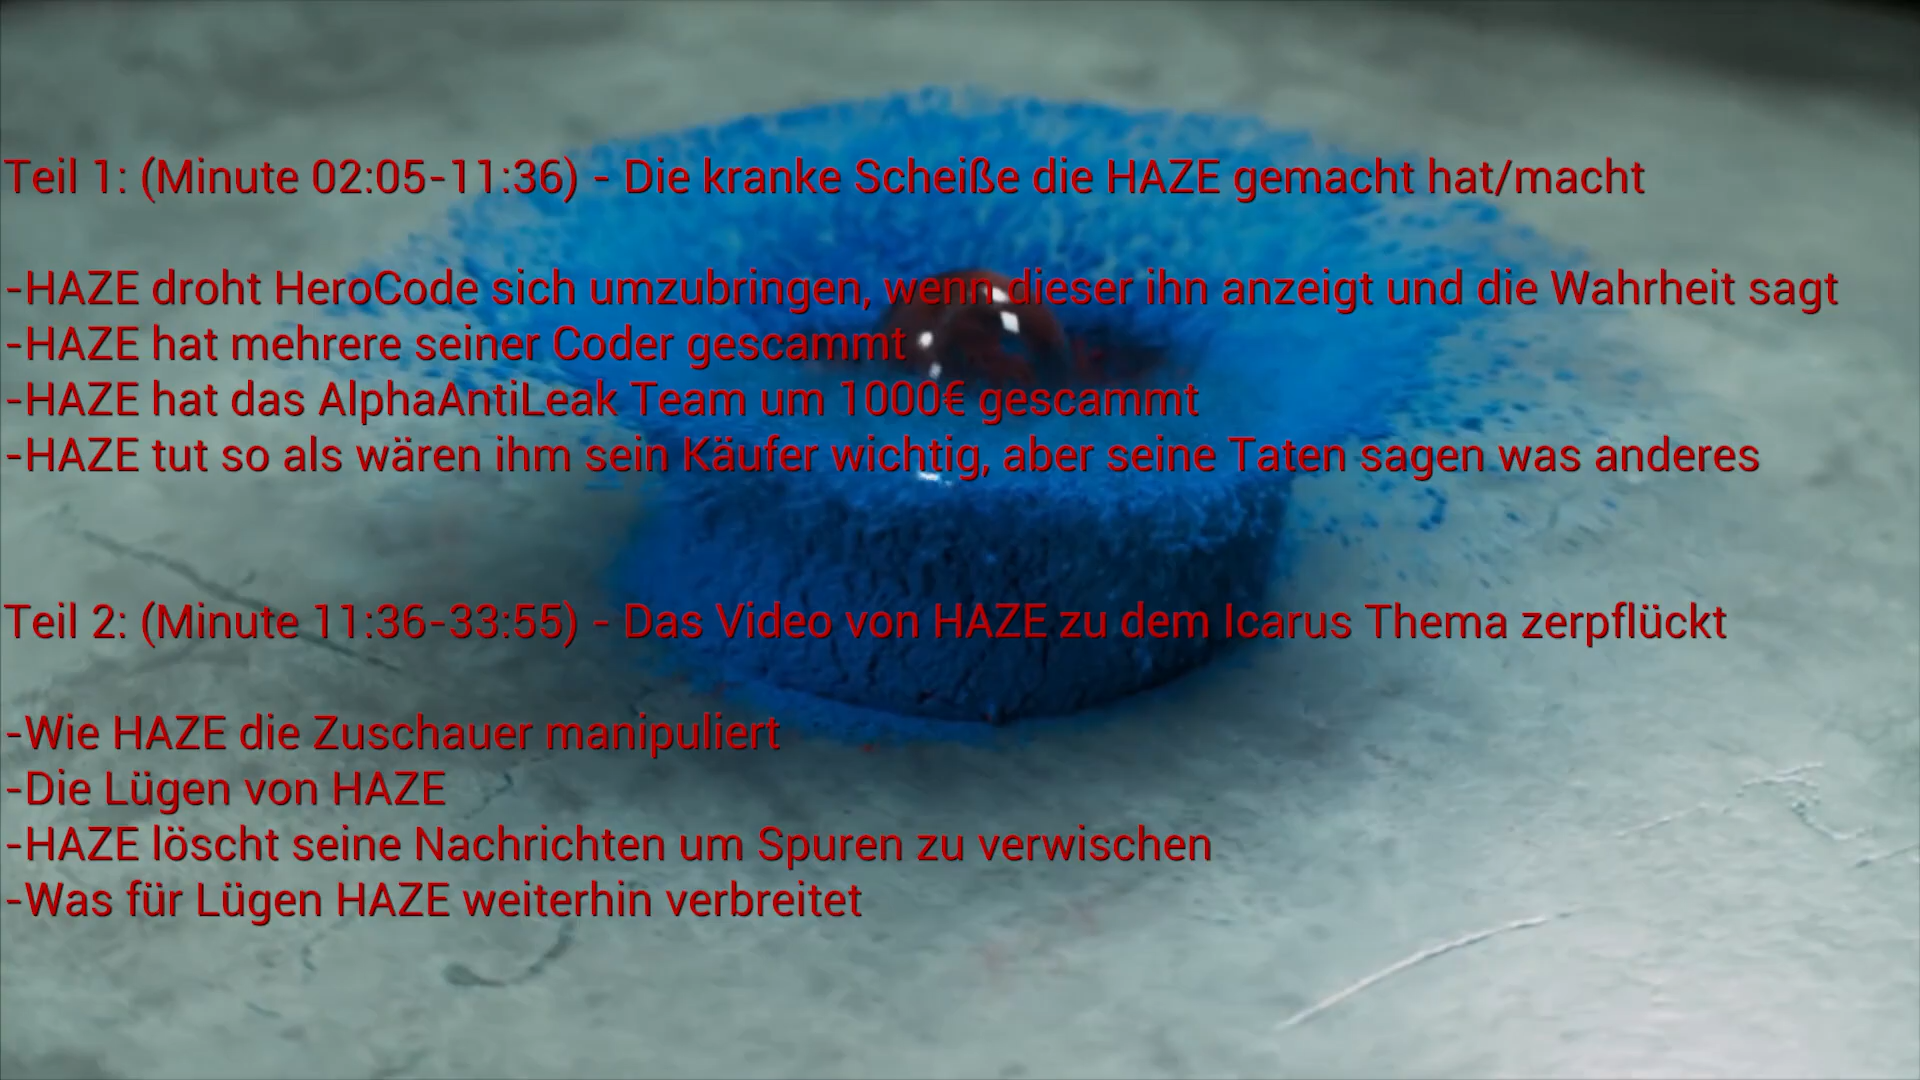 Teil 1: (Minute 02:05-11:36) - Die kranke Scheiße die HAZE gemacht hat/macht
-HAZE droht HeroCode sich umzubringen, wenn dieser ihn anzeigt und die Wahrheit sagt
-HAZE hat mehrere seiner Coder gescammt
-HAZE hat das AlphaAntiLeak Team um 1000€ gescammt
-HAZE tut so als wären ihm sein Käufer wichtig, aber seine Taten sagen was anderes
Teil 2: (Minute 11:36-33:55) - Das Video von HAZE zu dem Icarus Thema zerpflückt
-Wie HAZE die Zuschauer manipuliert
-Die Lügen von HAZE
-HAZE löscht seine Nachrichten um Spuren zu verwischen
-Was für Lügen HAZE weiterhin verbreitet